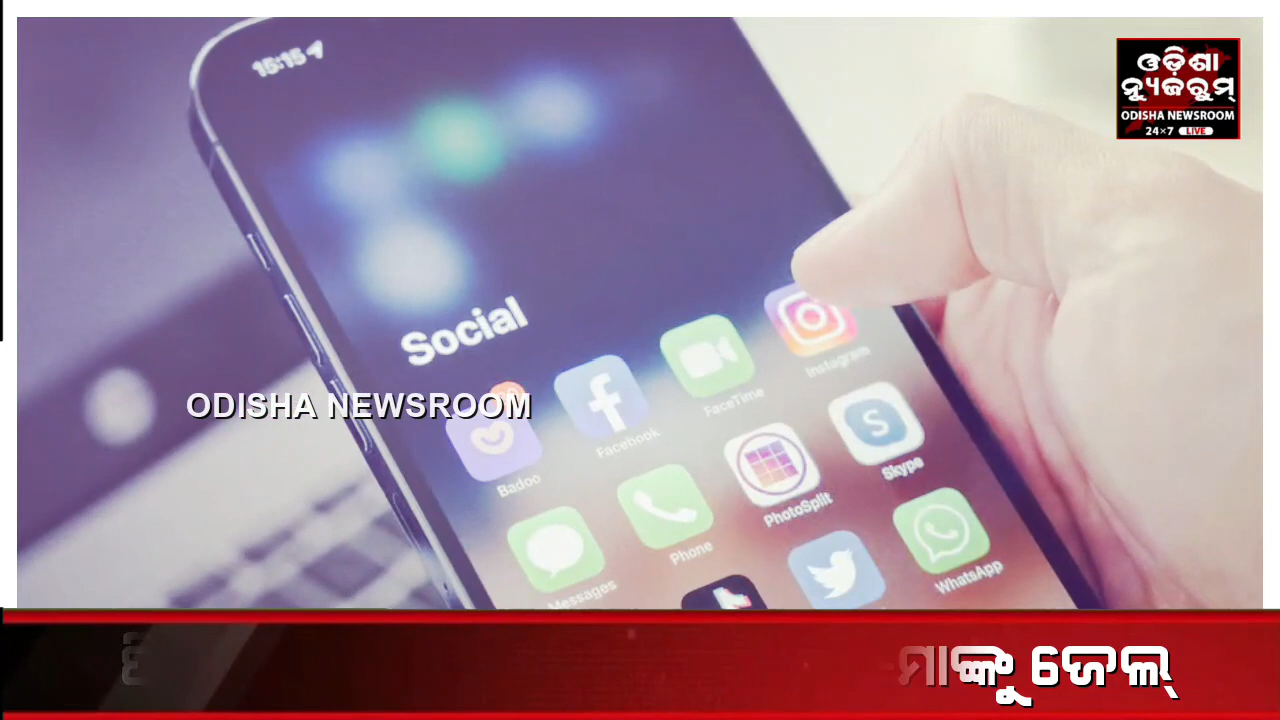 15:15
ଓଡ଼ିଶା
ନ୍ୟୁଜରୁମ୍
ODISHA NEWSROOM
24×7 LIVE
Social
Instagram
FaceTime
Facebook
Badoo
Skype
PhotoSplit
Phone
Messages
WhatsApp
ODISHA NEWSROOM
ମାଙ୍କୁ ଜେଲ୍